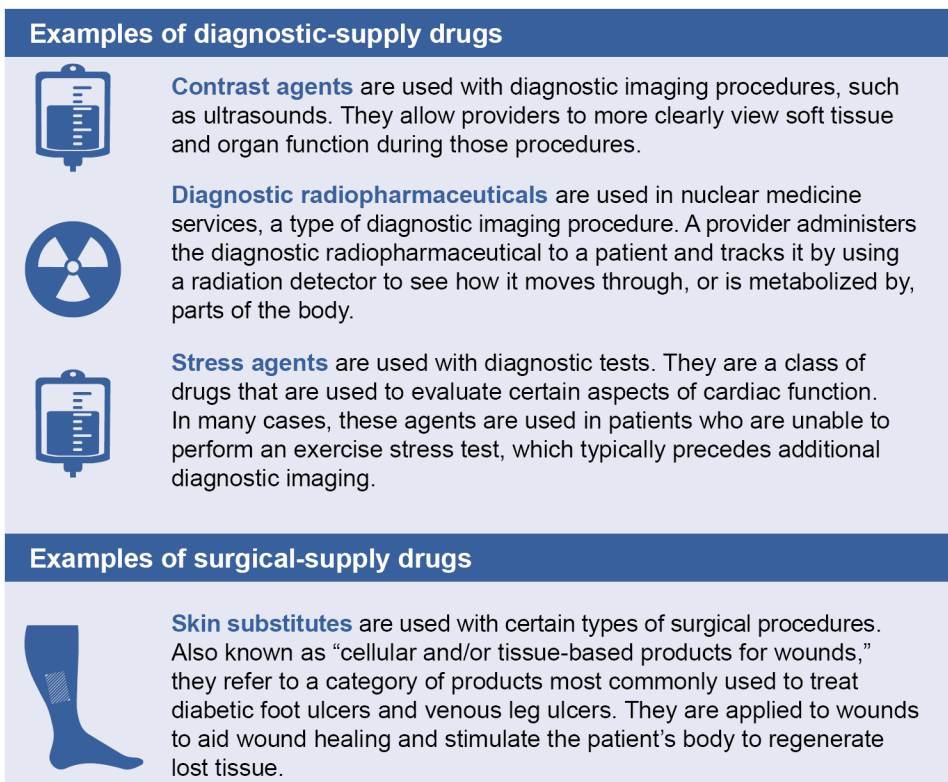 Examples of diagnostic-supply drugs
Contrast agents are used with diagnostic imaging procedures, such
as ultrasounds. They allow providers to more clearly view soft tissue
and organ function during those procedures.
Diagnostic radiopharmaceuticals are used in nuclear medicine
services, a type of diagnostic imaging procedure. A provider administers
the diagnostic radiopharmaceutical to a patient and tracks it by using
a radiation detector to see how it moves through, or is metabolized by,
parts of the body.
Stress agents are used with diagnostic tests. They are a class of
drugs that are used to evaluate certain aspects of cardiac function.
In many cases, these agents are used in patients who are unable to
perform an exercise stress test, which typically precedes additional
diagnostic imaging.
Examples of surgical-supply drugs
Skin substitutes are used with certain types of surgical procedures.
Also known as “cellular and/or tissue-based products for wounds,”
they refer to a category of products most commonly used to treat
diabetic foot ulcers and venous leg ulcers. They are applied to wounds
to aid wound healing and stimulate the patient’s body to regenerate
lost tissue.